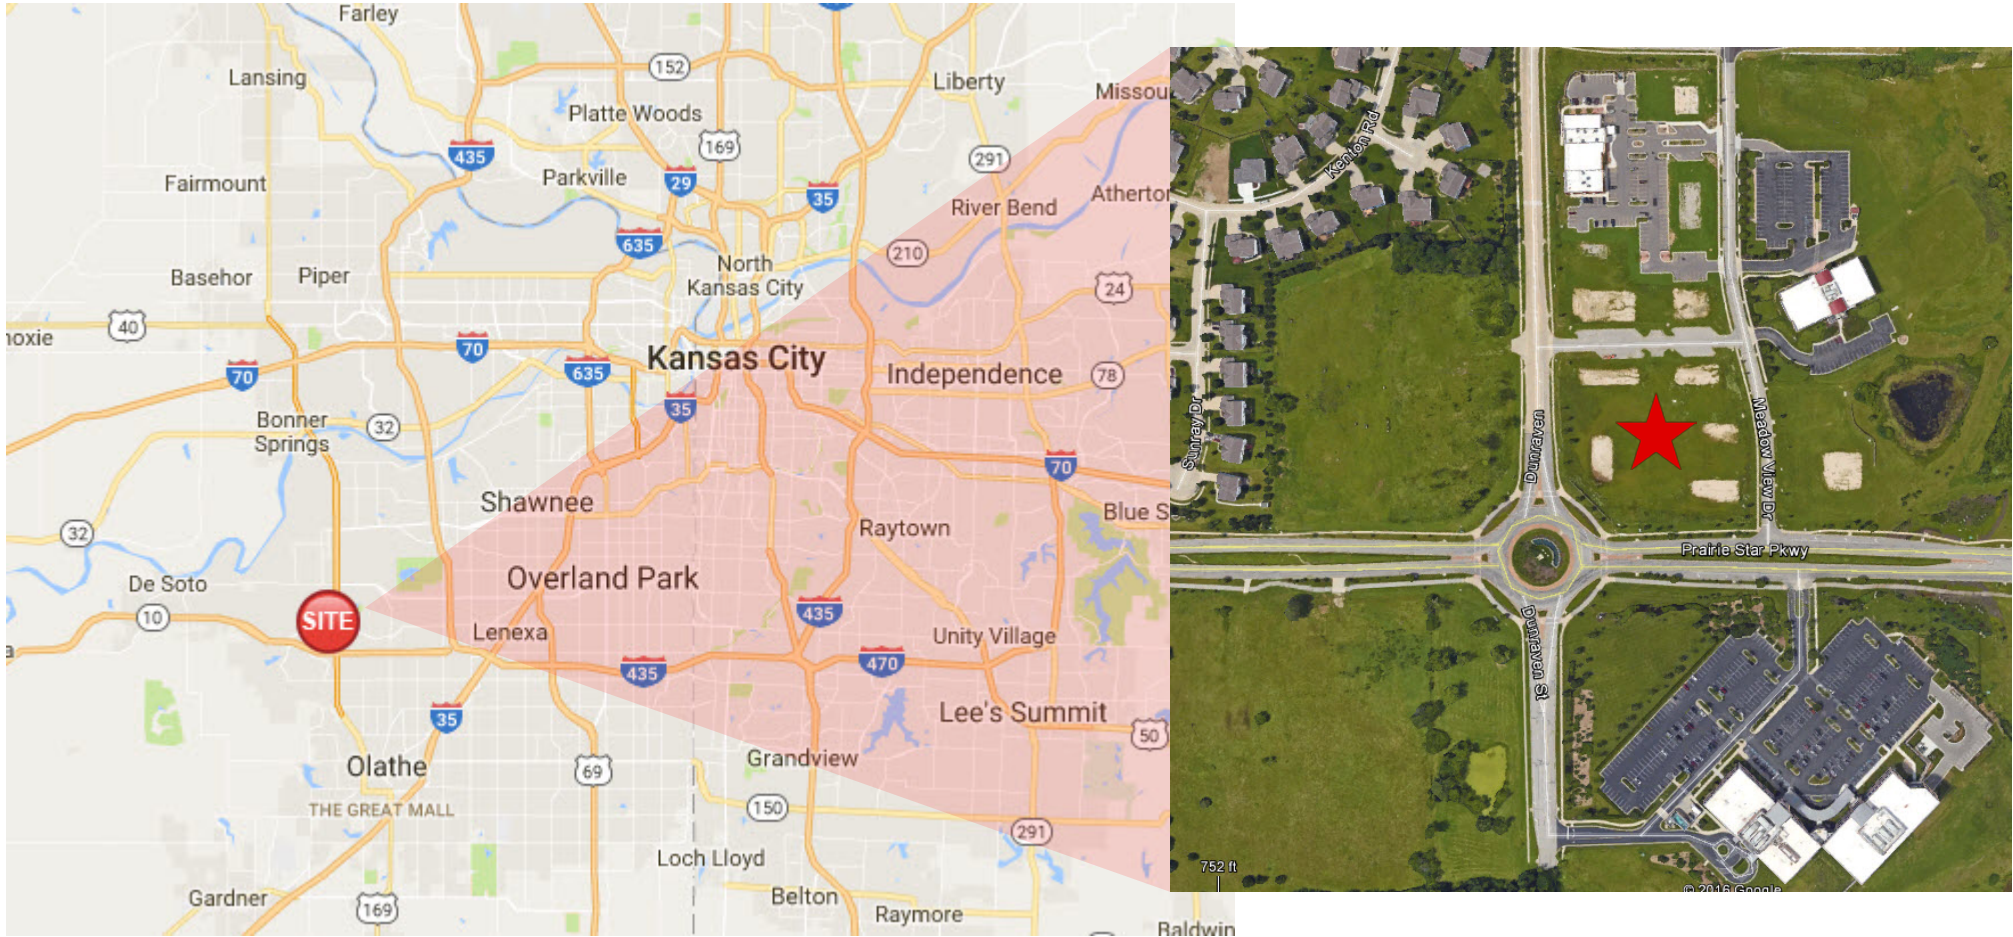 Farley
152
Lansing
Liberty
Missou
Platte Woods
169
435
291
Fairmount
Parkville
29
35
Atherton
River Bend
635
210
North
Kansas City
Basehor
Piper
24
40
noxie
70
70
635
Kansas City
Independence
78
35
Bonner
Springs
32
70
Shawnee
Blue S
Raytown
32
De Soto
10
SITE
Overland Park
435
Lenexa
Unity Village
a
435
470
35
Lee's Summit
50
Olathe
69
Grandview
THE GREAT MALL
150
291
Loch Lloyd
Gardner
169
Belton
Raymore
Baldwin
Kenton Rd
Sunray Dr
Dunraven
Meadow View Dr
Prairie Star Pkwy
Dunraven St
752 ft
© 2016 Google